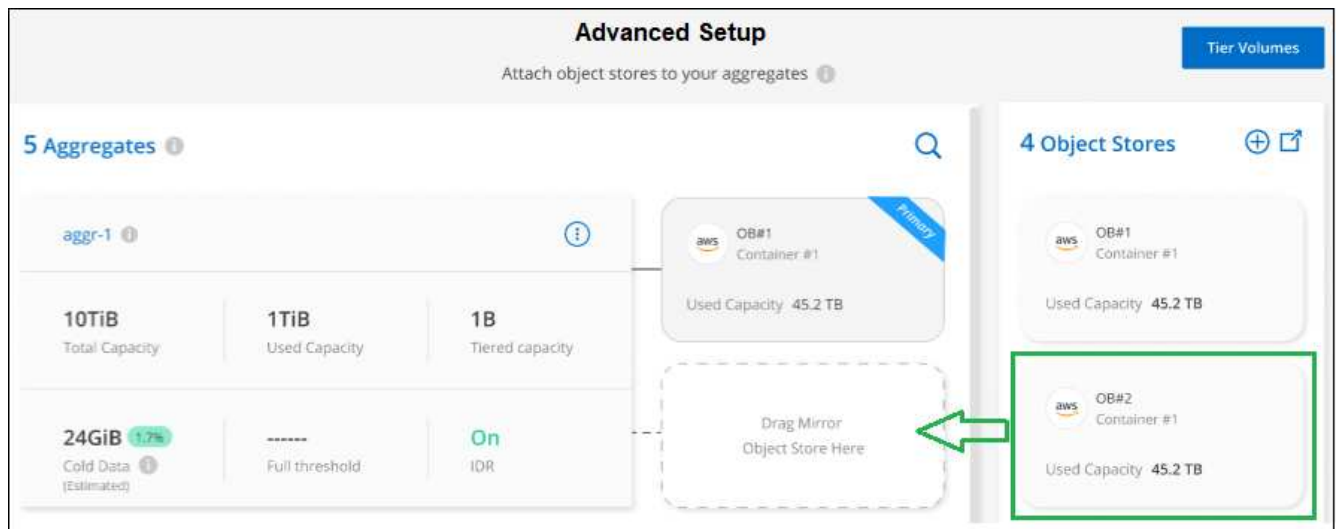 Advanced Setup
Tier Volumes
Attach object stores to your aggregates
5 Aggregates
4 Object Stores
aggr-1
Primary
aws
OB#1
Container #1
Used Capacity 45.2 TB
10TiB
Total Capacity
1TiB
Used Capacity
1B
Tiered capacity
24GiB 1.7%
Cold Data
(Estimated)
------
Full threshold
On
IDR
Drag Mirror
Object Store Here
aws
OB#1
Container #1
Used Capacity 45.2 TB
aws
OB#2
Container #1
Used Capacity 45.2 TB